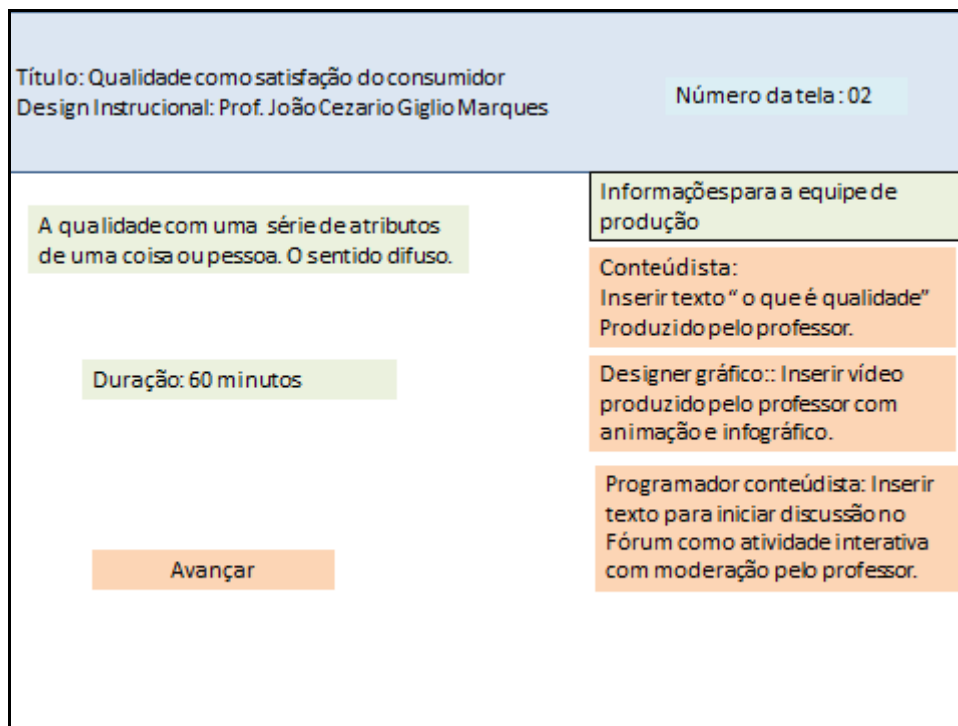 Título: Qualidade como satisfação do consumidor
Design Instrucional: Prof. João Cezario Giglio Marques
Número da tela: 02
A qualidade com uma série de atributos
de uma coisa ou pessoa. O sentido difuso.
Duração: 60 minutos
Avançar
Informações para a equipe de
produção
Conteúdista:
Inserir texto “ o que é qualidade”
Produzido pelo professor.
Designer gráfico:: Inserir vídeo
produzido pelo professor com
animação e infográfico.
Programador conteúdista: Inserir
texto para iniciar discussão no
Fórum como atividade interativa
com moderação pelo professor.